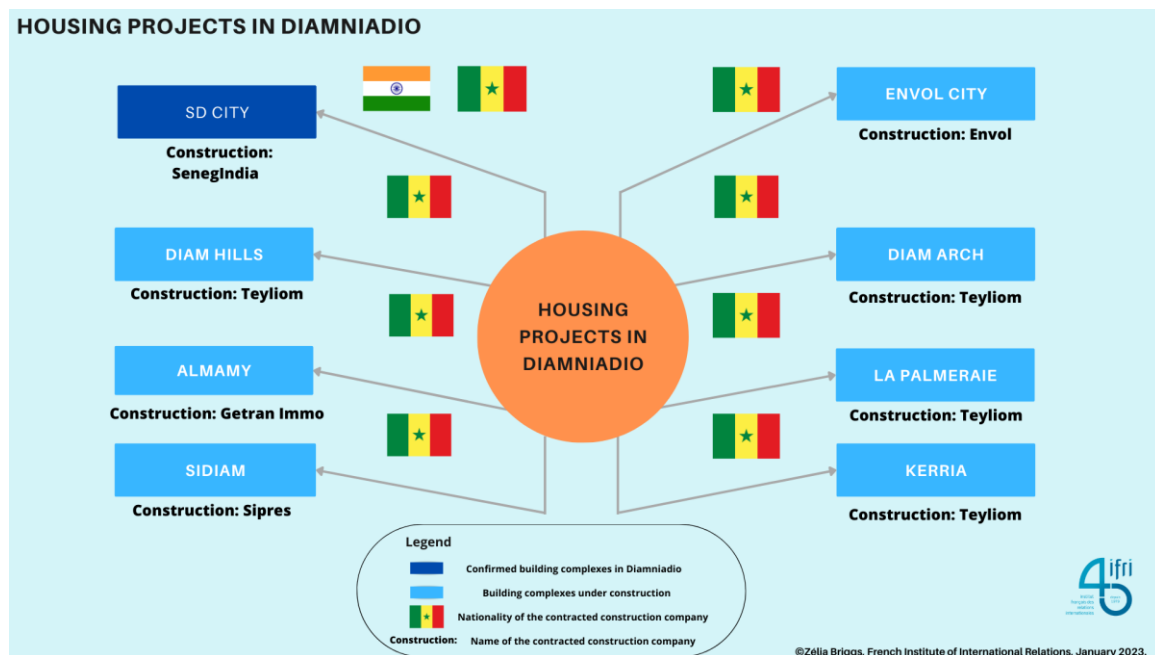 HOUSING PROJECTS IN DIAMNIADIO
SD CITY
Construction:
SenegIndia
ENVOL CITY
Construction: Envol
DIAM HILLS
Construction: Teyliom
DIAM ARCH
Construction: Teyliom
HOUSING
PROJECTS IN
DIAMNIADIO
ALMAMY
Construction: Getran Immo
LA PALMERAIE
Construction: Teyliom
SIDIAM
Construction: Sipres
KERRIA
Construction: Teyliom
Legend
Confirmed building complexes in Diamniadio
Building complexes under construction
Nationality of the contracted construction company
Construction: Name of the contracted construction company
ifri
©Zélia Briggs, French Institute of International Relations, January 2023.